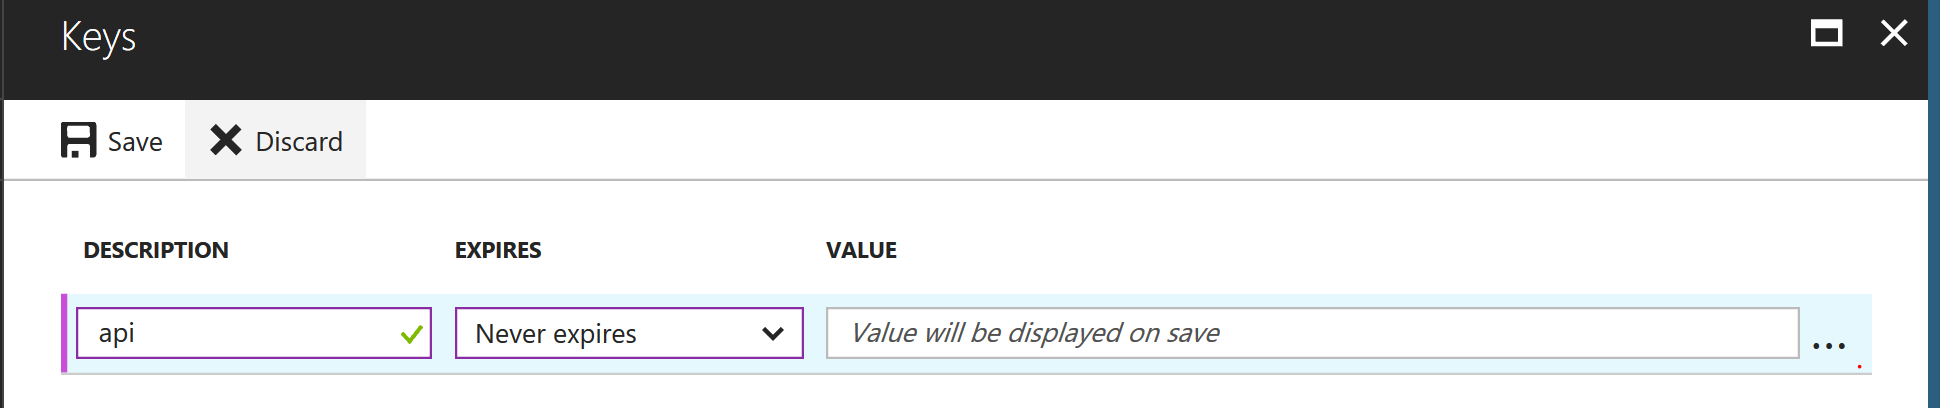 Keys
Save Discard
DESCRIPTION EXPIRES VALUE
api Never expires Value will be displayed on save